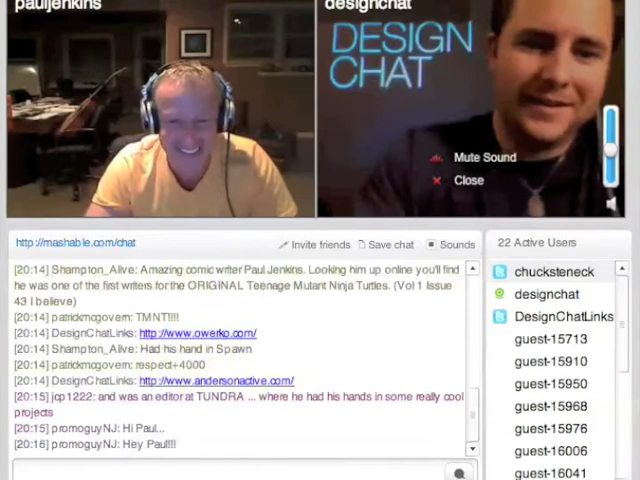 pauljenkins
designchat
DESIGN
CHAT
Mute Sound
Close
http://mashable.com/chat
Invite friends
Save chat
Sounds
22 Active Users
[20:14] Shampton_Alive: Amazing comic writer Paul Jenkins. Looking him up online you'll find
he was one of the first writers for the ORIGINAL Teenage Mutant Ninja Turtles. (Vol 1 Issue
43 I believe)
[20:14] patrickmcgovern: TMNT!!!!
[20:14] DesignChatLinks: http://www.owerko.com/
[20:14] Shampton_Alive: Had his hand in Spawn
[20:14] patrickmcgovern: respect+4000
[20:14] DesignChatLinks: http://www.andersonactive.com/
[20:15] jcp1222: and was an editor at TUNDRA ... where he had his hands in some really cool
projects
[20:15] promoguyNJ: Hi Paul...
[20:16] promoguyNJ: Hey Paul!!!
chucksteneck
designchat
DesignChatLinks
guest-15713
guest-15910
guest-15950
guest-15968
guest-15976
guest-16006
guest-16041